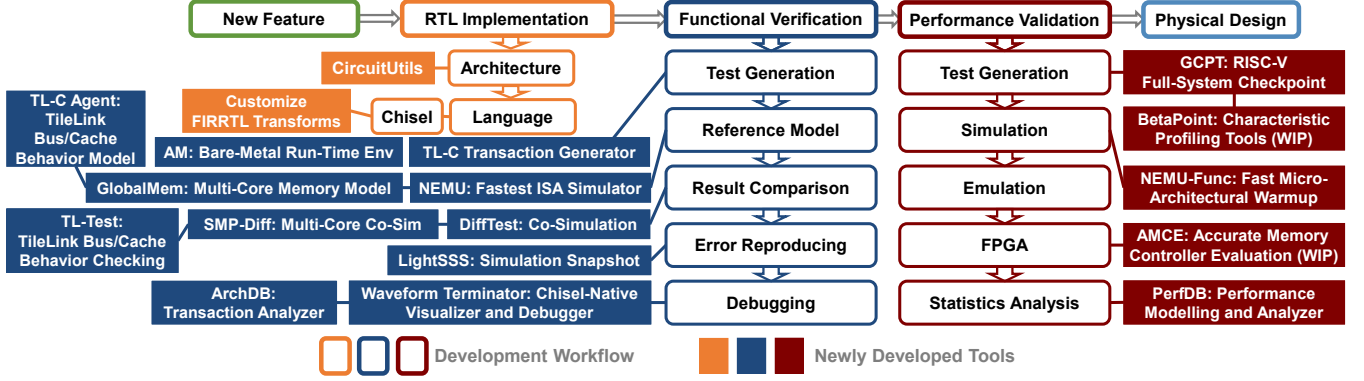 New Feature
RTL Implementation
Functional Verification
Performance Validation
Physical Design
CircuitUtils
Architecture
Customize
FIRRTL Transforms
Chisel
Language
TL-C Agent:
TileLink
Bus/Cache
Behavior Model
AM: Bare-Metal Run-Time Env
TL-C Transaction Generator
GlobalMem: Multi-Core Memory Model
NEMU: Fastest ISA Simulator
TL-Test:
TileLink Bus/Cache
Behavior Checking
SMP-Diff: Multi-Core Co-Sim
DiffTest: Co-Simulation
LightSSS: Simulation Snapshot
ArchDB:
Transaction Analyzer
Waveform Terminator: Chisel-Native
Visualizer and Debugger
Test Generation
Reference Model
Result Comparison
Error Reproducing
Debugging
Test Generation
Simulation
Emulation
FPGA
Statistics Analysis
GCPT: RISC-V
Full-System Checkpoint
BetaPoint: Characteristic
Profiling Tools (WIP)
NEMU-Func: Fast Micro-
Architectural Warmup
AMCE: Accurate Memory
Controller Evaluation (WIP)
PerfDB: Performance
Modelling and Analyzer
Development Workflow
Newly Developed Tools